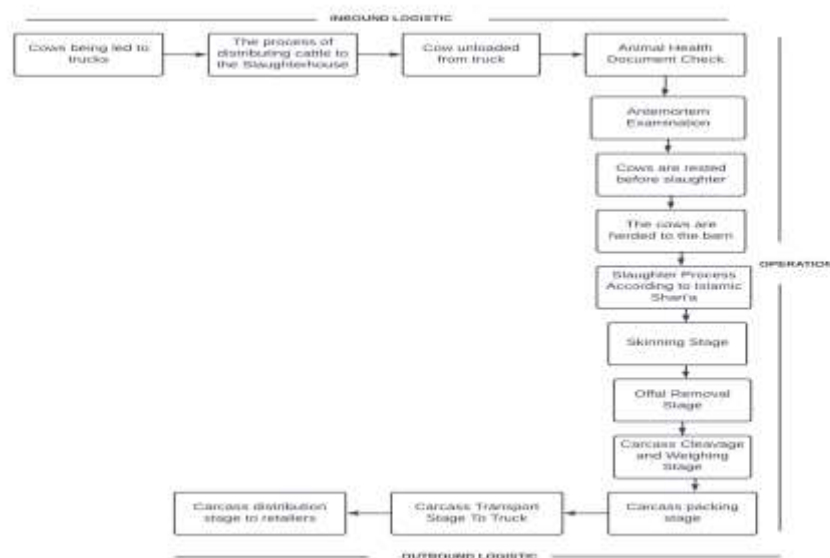 INBOUND LOGISTIC
Cows being led to
trucks
The process of
distributing cattle to
the Slaughterhouse
Cow unloaded
from truck
Animal Health
Document Check
Antemortem
Examination
Cows are rested
before slaughter
The cows are
herded to the barn
OPERATION
Slaughter Process
According to Islamic
Shari'a
Skinning Stage
Offal Removal
Stage
Carcass Cleavage
and Weighing
Stage
Carcass packing
stage
Carcass Transport
Stage To Truck
Carcass distribution
stage to retailers
OUTBOUND LOGISTIC